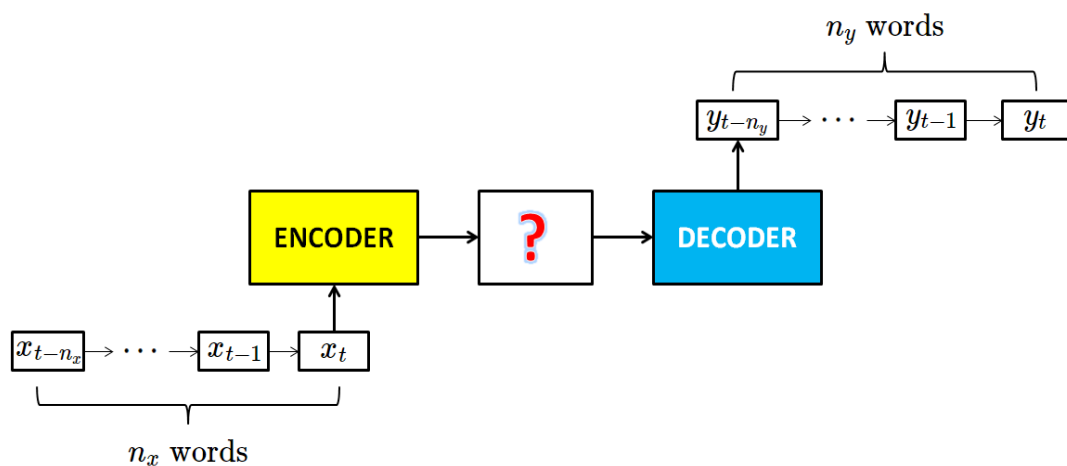 n_y words
y_{t-n_y} → ⋯ → y_{t-1} → y_t
ENCODER → ? → DECODER
x_{t-n_x} → ⋯ → x_{t-1} → x_t
n_x words